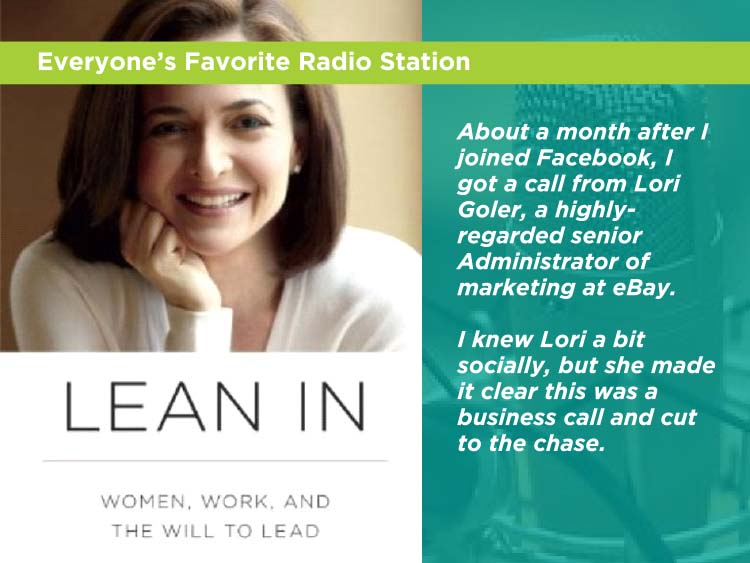 Everyone's Favorite Radio Station
LEAN IN
WOMEN, WORK, AND
THE WILL TO LEAD
About a month after I
joined Facebook, I
got a call from Lori
Goler, a highly-
regarded senior
Administrator of
marketing at eBay.
I knew Lori a bit
socially, but she made
it clear this was a
business call and cut
to the chase.